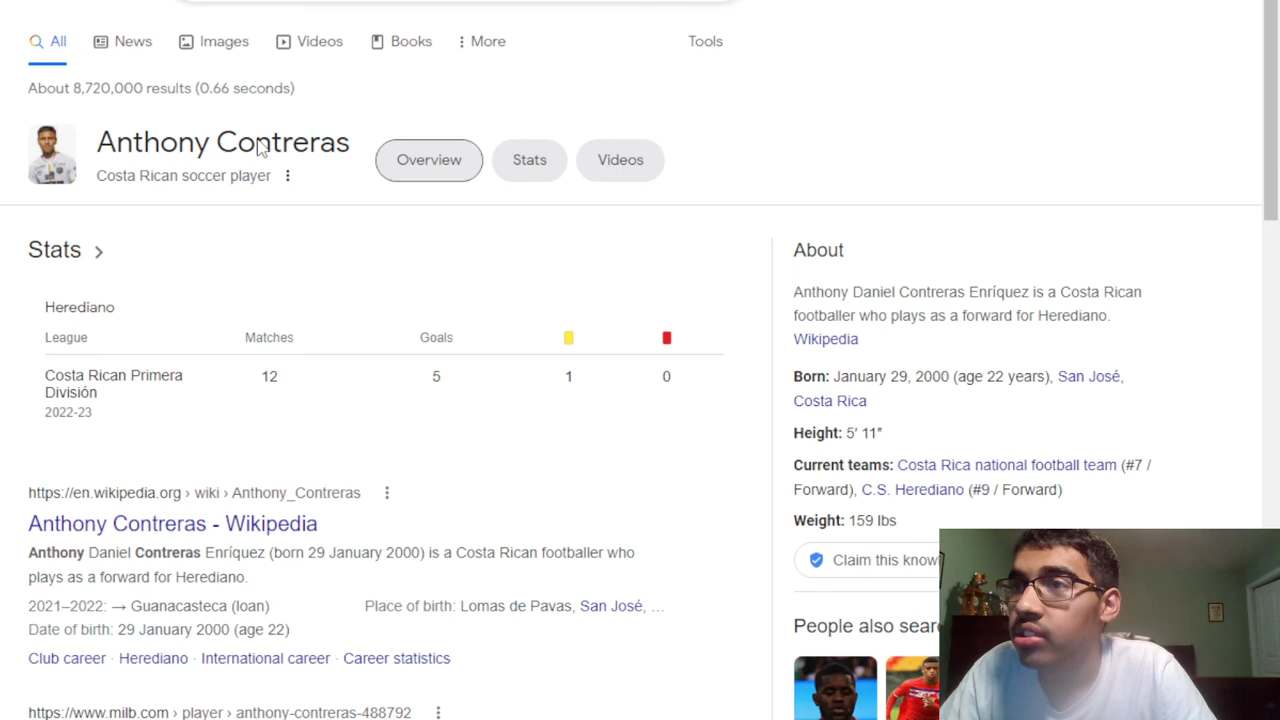 All News Images Videos Books More Tools
About 8,720,000 results (0.66 seconds)
Anthony Contreras
Costa Rican soccer player
Overview Stats Videos
Stats
Herediano
League Matches Goals
Costa Rican Primera 12 5 1 0
División
2022-23
https://en.wikipedia.org › wiki › Anthony_Contreras
Anthony Contreras - Wikipedia
Anthony Daniel Contreras Enríquez (born 29 January 2000) is a Costa Rican footballer who
plays as a forward for Herediano.
2021–2022: → Guanacasteca (loan) Place of birth: Lomas de Pavas, San José, ...
Date of birth: 29 January 2000 (age 22)
Club career · Herediano · International career · Career statistics
https://www.milb.com › player › anthony-contreras-488792
About
Anthony Daniel Contreras Enríquez is a Costa Rican
footballer who plays as a forward for Herediano.
Wikipedia
Born: January 29, 2000 (age 22 years), San José,
Costa Rica
Height: 5′ 11″
Current teams: Costa Rica national football team (#7 /
Forward), C.S. Herediano (#9 / Forward)
Weight: 159 lbs
Claim this know
People also sear